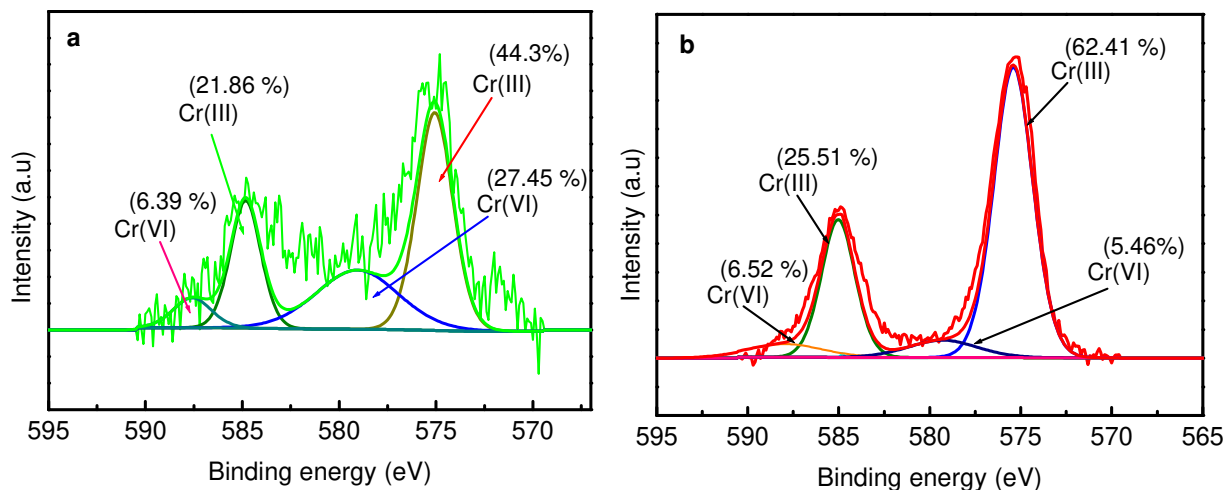 a
(44.3%)
Cr(III)
(21.86 %)
Cr(III)
(27.45 %)
Cr(VI)
(6.39 %)
Cr(VI)
Intensity (a.u)
595 590 585 580 575 570
Binding energy (eV)
b
(62.41 %)
Cr(III)
(25.51 %)
Cr(III)
(5.46%)
Cr(VI)
(6.52 %)
Cr(VI)
Intensity (a.u)
595 590 585 580 575 570 565
Binding energy (eV)